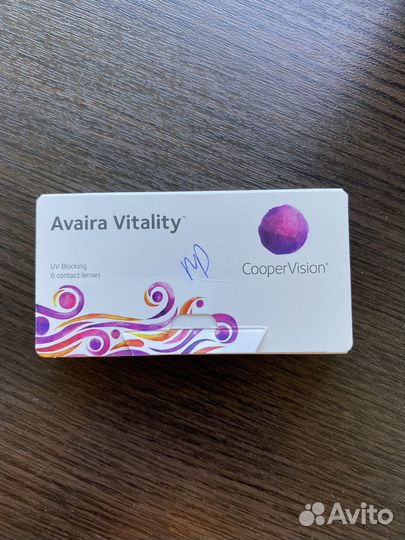 Avaira Vitality™
UV Blocking
6 contact lenses
CooperVision®
Avito